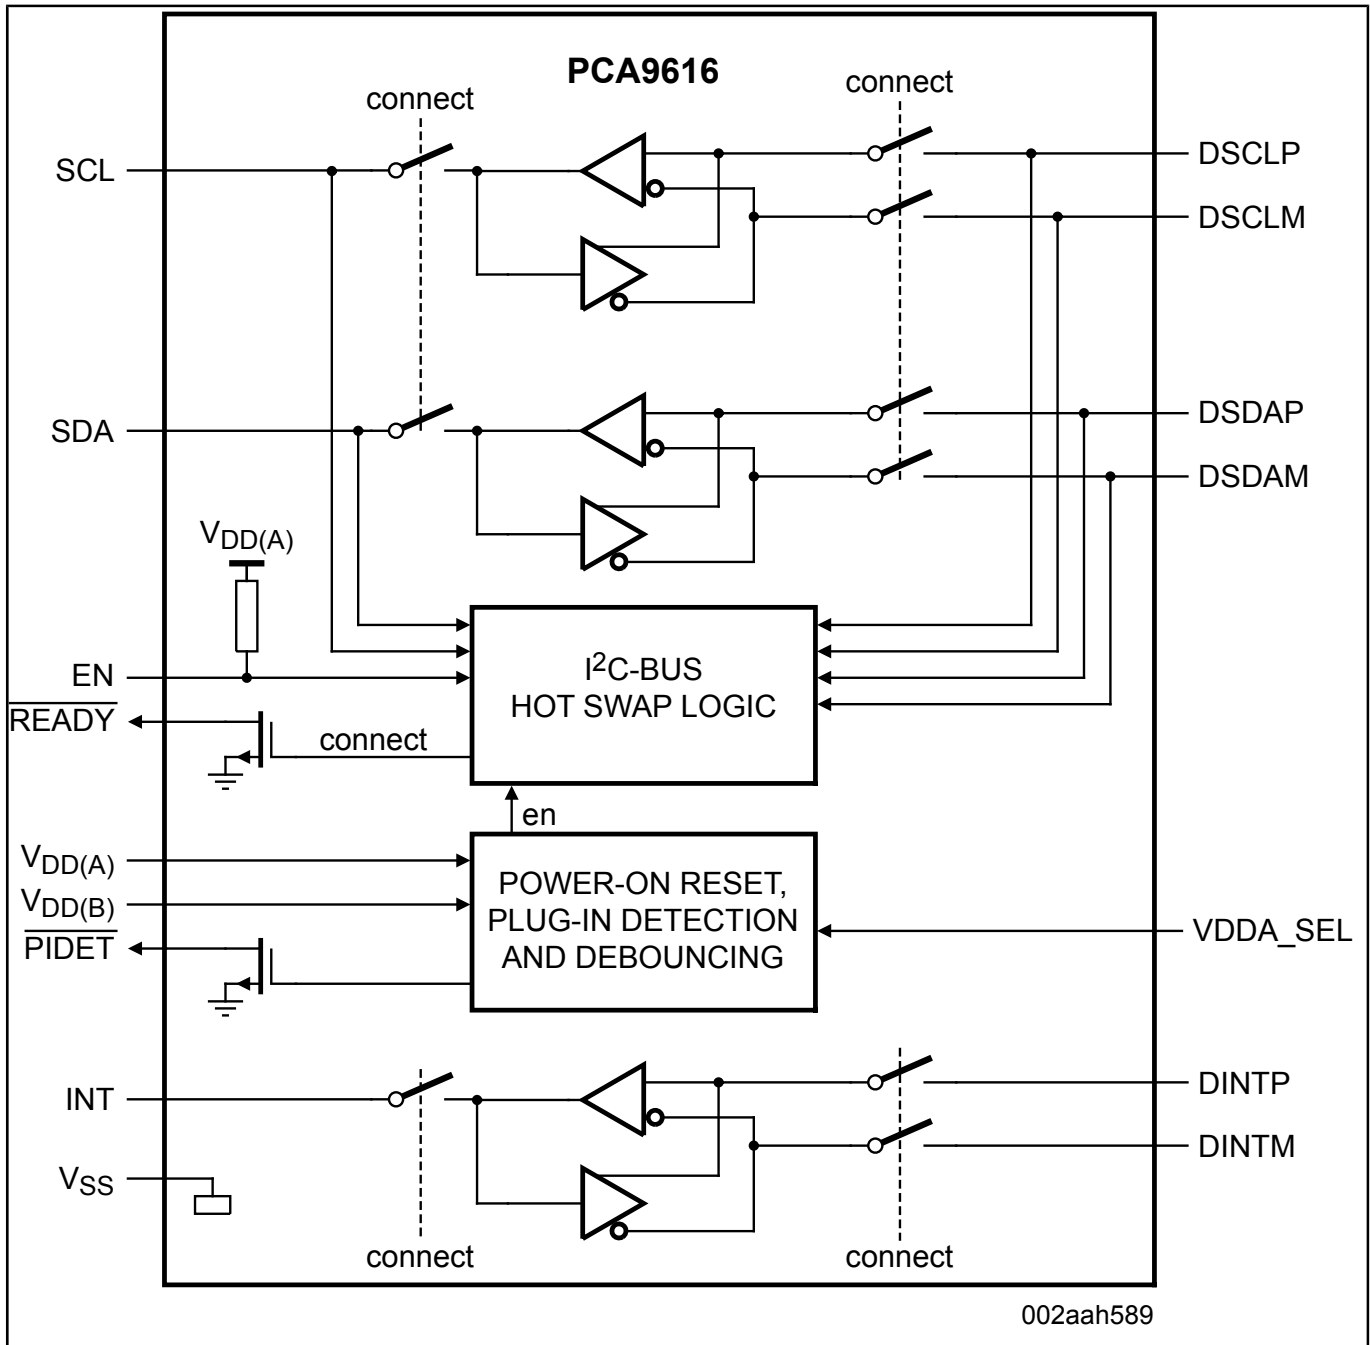 PCA9616
connect
connect
SCL
DSCLP
DSCLM
SDA
DSDAP
DSDAM
VDD(A)
EN
READY
connect
I2C-BUS
HOT SWAP LOGIC
en
VDD(A)
VDD(B)
PIDET
POWER-ON RESET,
PLUG-IN DETECTION
AND DEBOUNCING
VDDA_SEL
INT
DINTP
DINTM
VSS
connect
connect
002aah589